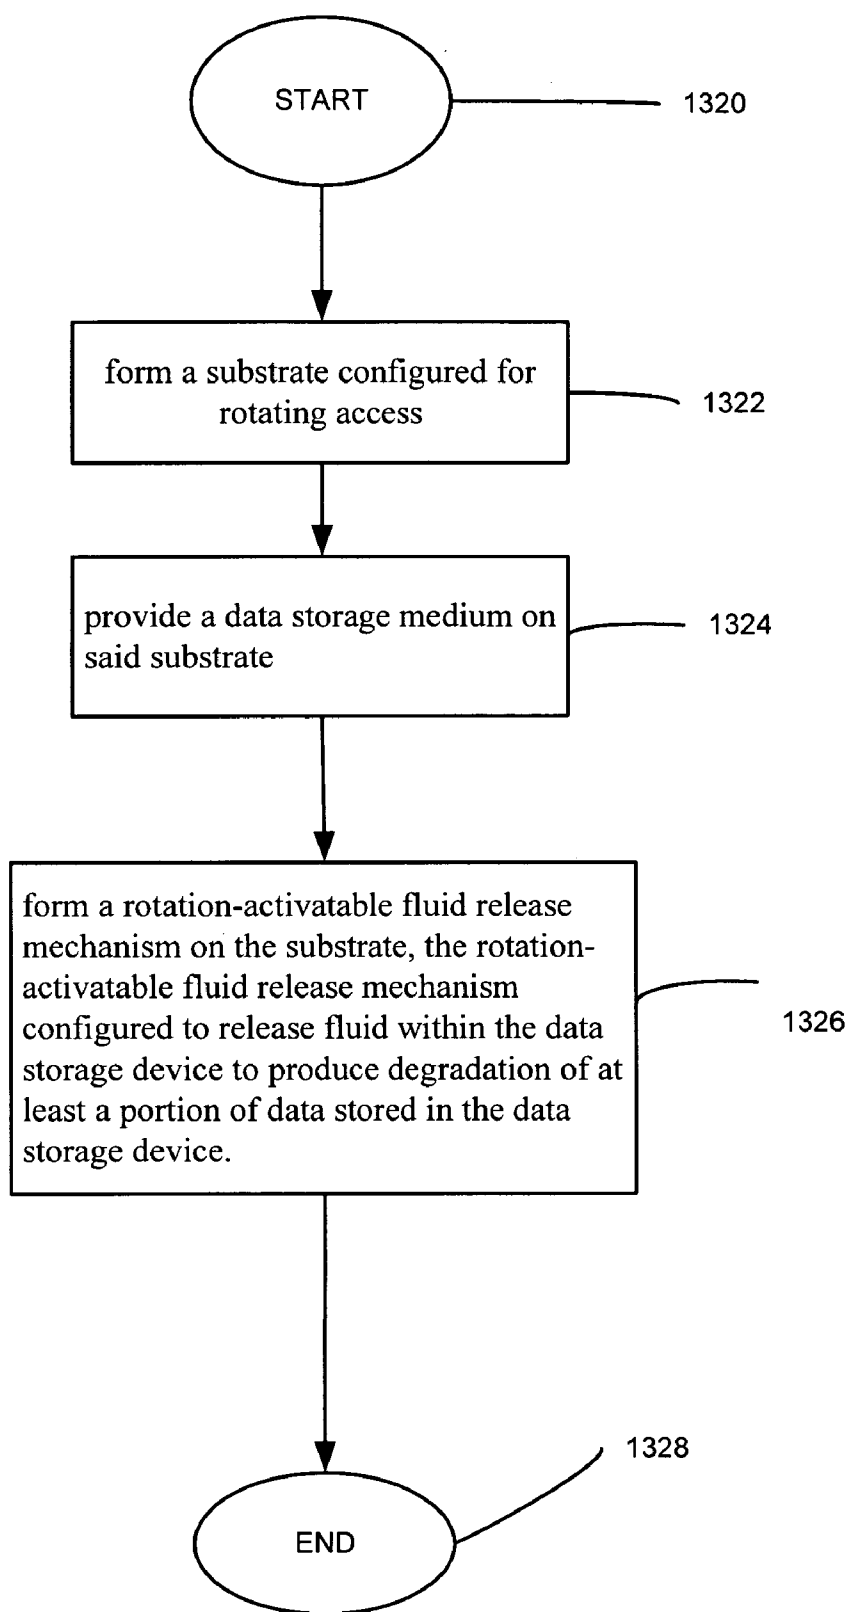 START
1320
form a substrate configured for
rotating access
1322
provide a data storage medium on
said substrate
1324
form a rotation-activatable fluid release
mechanism on the substrate, the rotation-
activatable fluid release mechanism
configured to release fluid within the data
storage device to produce degradation of at
least a portion of data stored in the data
storage device.
1326
1328
END